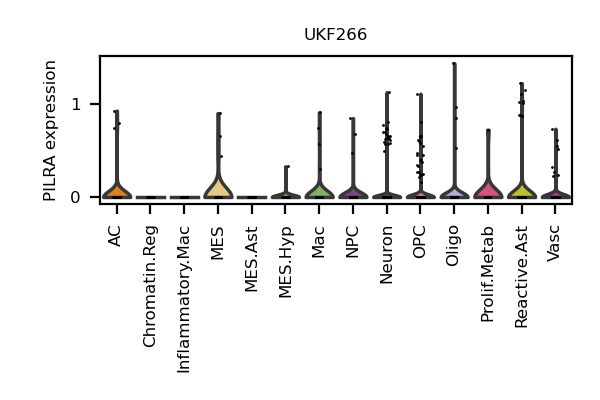 UKF266
PILRA expression
1
0
AC
Chromatin.Reg
Inflammatory.Mac
MES
MES.Ast
MES.Hyp
Mac
NPC
Neuron
OPC
Oligo
Prolif.Metab
Reactive.Ast
Vasc